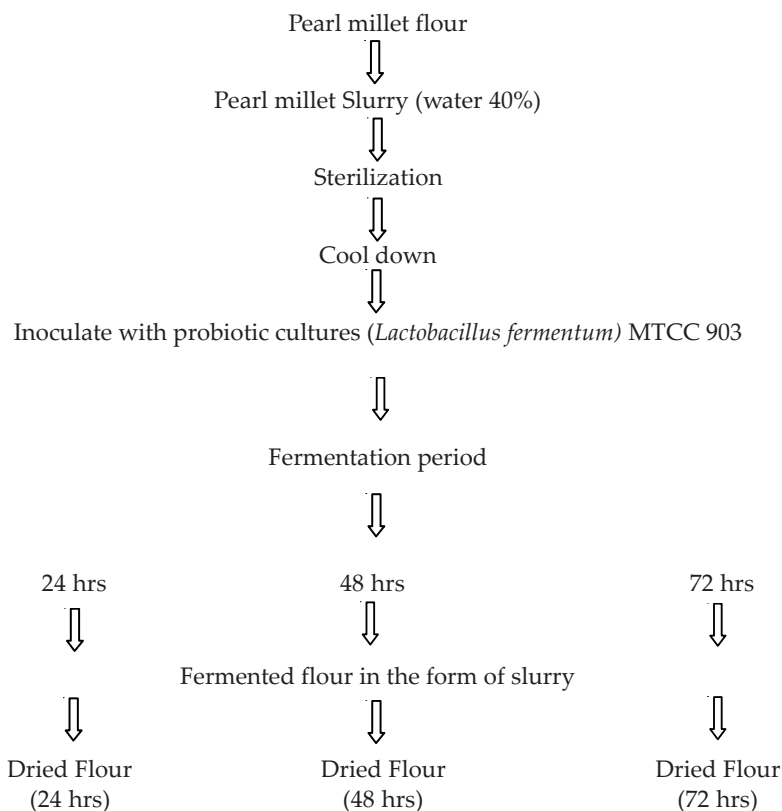 Pearl millet flour
Pearl millet Slurry (water 40%)
Sterilization
Cool down
Inoculate with probiotic cultures (Lactobacillus fermentum) MTCC 903
Fermentation period
24 hrs 48 hrs 72 hrs
Fermented flour in the form of slurry
Dried Flour Dried Flour Dried Flour
(24 hrs) (48 hrs) (72 hrs)